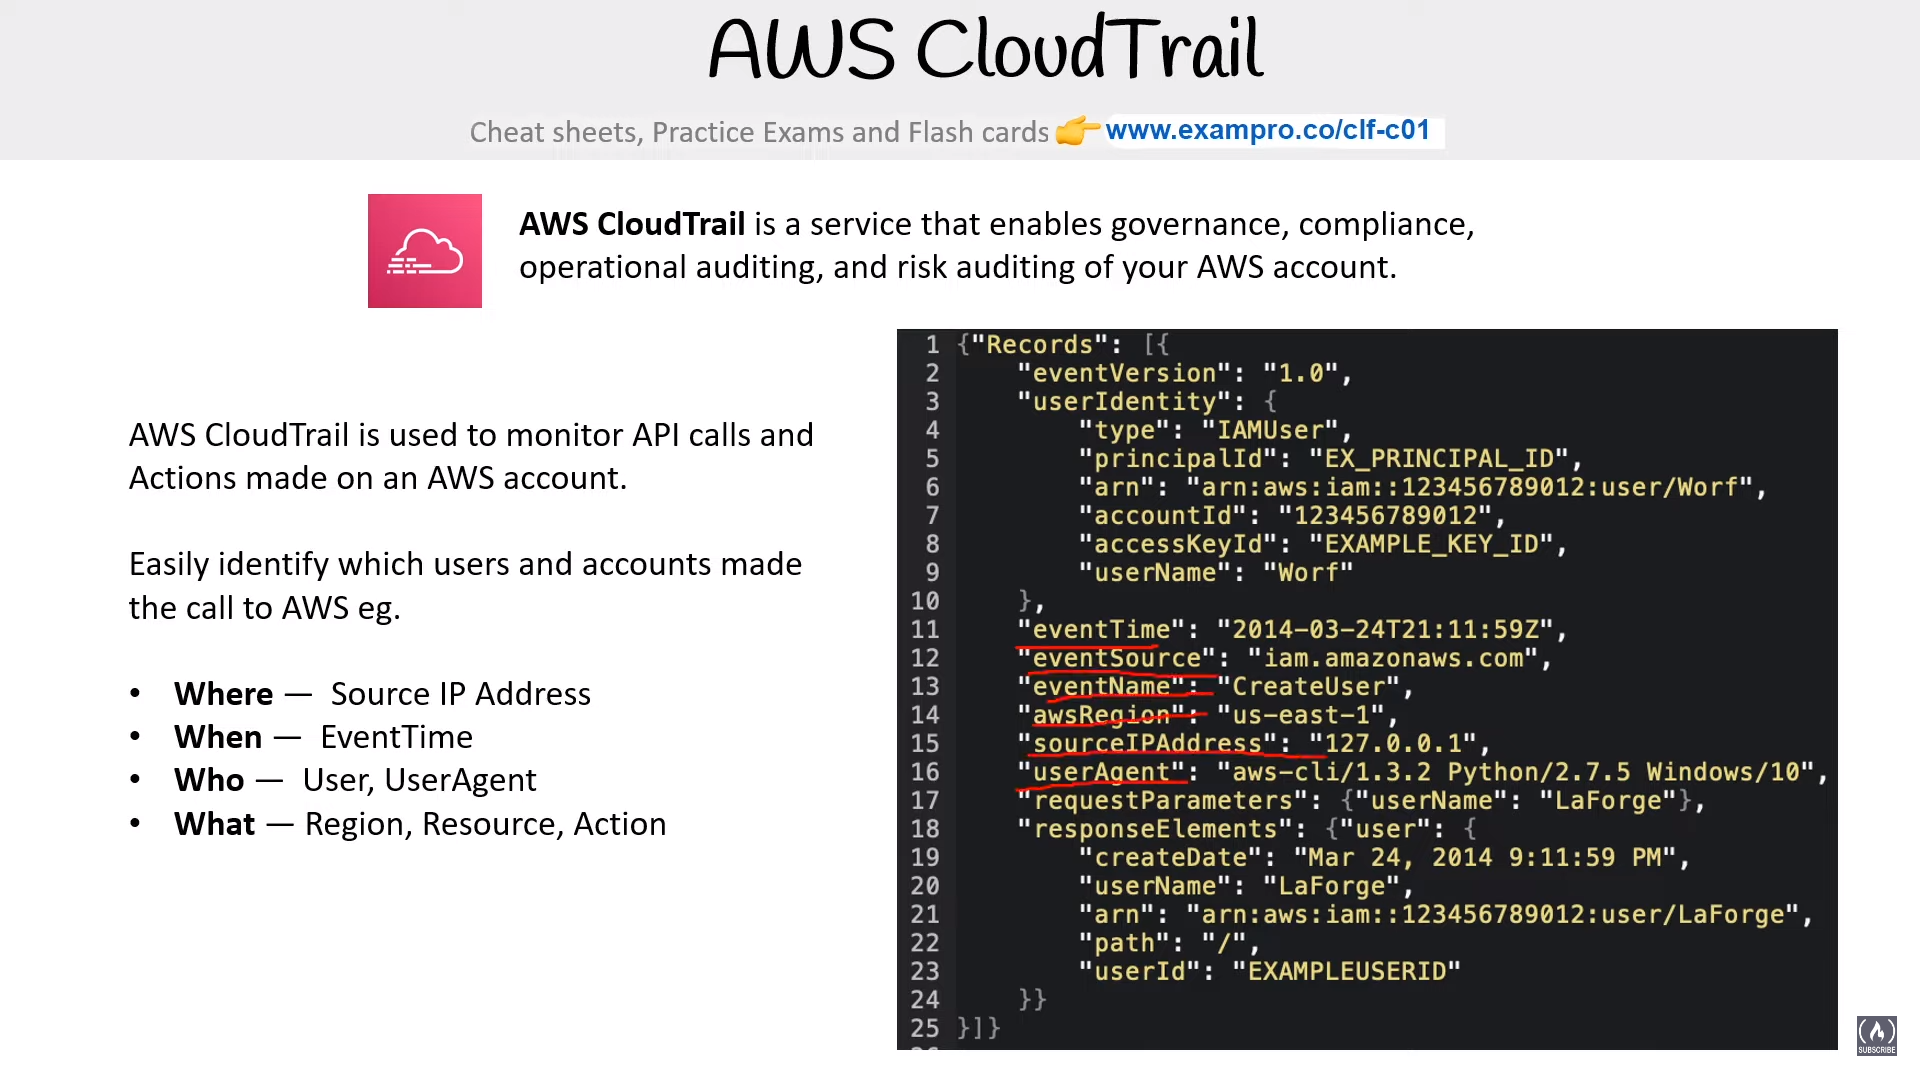 AWS CloudTrail
Cheat sheets, Practice Exams and Flash cards 👉 www.exampro.co/clf-c01
AWS CloudTrail is a service that enables governance, compliance,
operational auditing, and risk auditing of your AWS account.
AWS CloudTrail is used to monitor API calls and
Actions made on an AWS account.
Easily identify which users and accounts made
the call to AWS eg.
• Where — Source IP Address
• When — EventTime
• Who — User, UserAgent
• What — Region, Resource, Action
1 {"Records": [{
2 "eventVersion": "1.0",
3 "userIdentity": {
4 "type": "IAMUser",
5 "principalId": "EX_PRINCIPAL_ID",
6 "arn": "arn:aws:iam::123456789012:user/Worf",
7 "accountId": "123456789012",
8 "accessKeyId": "EXAMPLE_KEY_ID",
9 "userName": "Worf"
10 },
11 "eventTime": "2014-03-24T21:11:59Z",
12 "eventSource": "iam.amazonaws.com",
13 "eventName": "CreateUser",
14 "awsRegion": "us-east-1",
15 "sourceIPAddress": "127.0.0.1",
16 "userAgent": "aws-cli/1.3.2 Python/2.7.5 Windows/10",
17 "requestParameters": {"userName": "LaForge"},
18 "responseElements": {"user": {
19 "createDate": "Mar 24, 2014 9:11:59 PM",
20 "userName": "LaForge",
21 "arn": "arn:aws:iam::123456789012:user/LaForge",
22 "path": "/",
23 "userId": "EXAMPLEUSERID"
24 }}
25 }]}
SUBSCRIBE